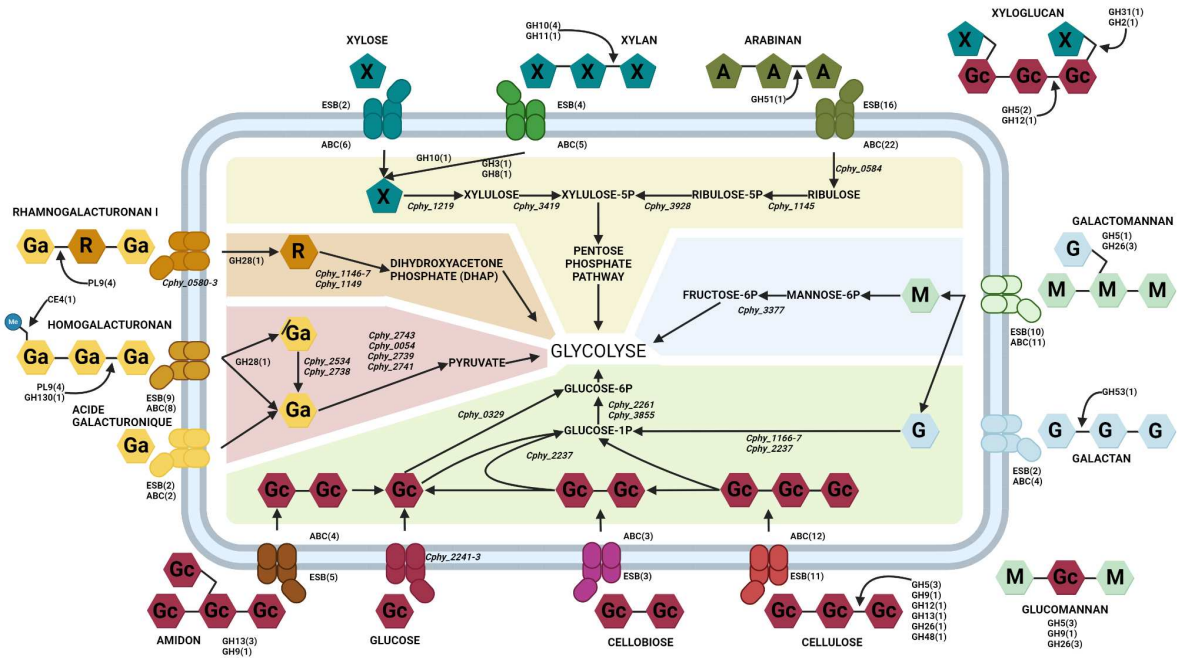 XYLOSE
X
ESB(2)
ABC(6)
GH10(4)
GH11(1)
XYLAN
X X X
ESB(4)
ABC(5)
ARABINAN
A A A
GH51(1)
ESB(16)
ABC(22)
XYLOGLUCAN
X X
Gc Gc Gc
GH31(1)
GH2(1)
GH5(2)
GH12(1)
GH10(1)
GH3(1)
GH8(1)
Cphy_0584
X
XYLULOSE
XYLULOSE-5P
RIBULOSE-5P
RIBULOSE
Cphy_1219
Cphy_3419
Cphy_3928
Cphy_1145
PENTOSE
PHOSPHATE
PATHWAY
RHAMNOGALACTURONAN I
Ga R Ga
PL9(4)
Cphy_0580-3
GH28(1)
R
Cphy_1146-7
Cphy_1149
DIHYDROXYACETONE
PHOSPHATE (DHAP)
CE4(1)
Me
HOMOGALACTURONAN
Ga Ga Ga
PL9(4)
GH130(1)
ESB(9)
ABC(8)
GH28(1)
Ga
Cphy_2534
Cphy_2738
Ga
Cphy_2743
Cphy_0054
Cphy_2739
Cphy_2741
PYRUVATE
ACIDE
GALACTURONIQUE
Ga
ESB(2)
ABC(2)
GLYCOLYSE
FRUCTOSE-6P
MANNOSE-6P
M
Cphy_3377
GALACTOMANNAN
G
GH5(1)
GH26(3)
M M M
ESB(10)
ABC(11)
GLUCOSE-6P
Cphy_2261
Cphy_3855
Cphy_0329
GLUCOSE-1P
Cphy_2237
Cphy_1166-7
Cphy_2237
G
GH53(1)
G G G
GALACTAN
ESB(2)
ABC(4)
Gc Gc
Gc
Gc Gc
Gc Gc Gc
ABC(4)
ABC(3)
ABC(12)
Cphy_2241-3
ESB(5)
ESB(3)
ESB(11)
Gc
Gc Gc Gc
AMIDON
GH13(3)
GH9(1)
Gc
GLUCOSE
Gc Gc
CELLOBIOSE
Gc Gc Gc
CELLULOSE
GH5(3)
GH9(1)
GH12(1)
GH13(1)
GH26(1)
GH48(1)
M Gc M
GLUCOMANNAN
GH5(3)
GH9(1)
GH26(3)